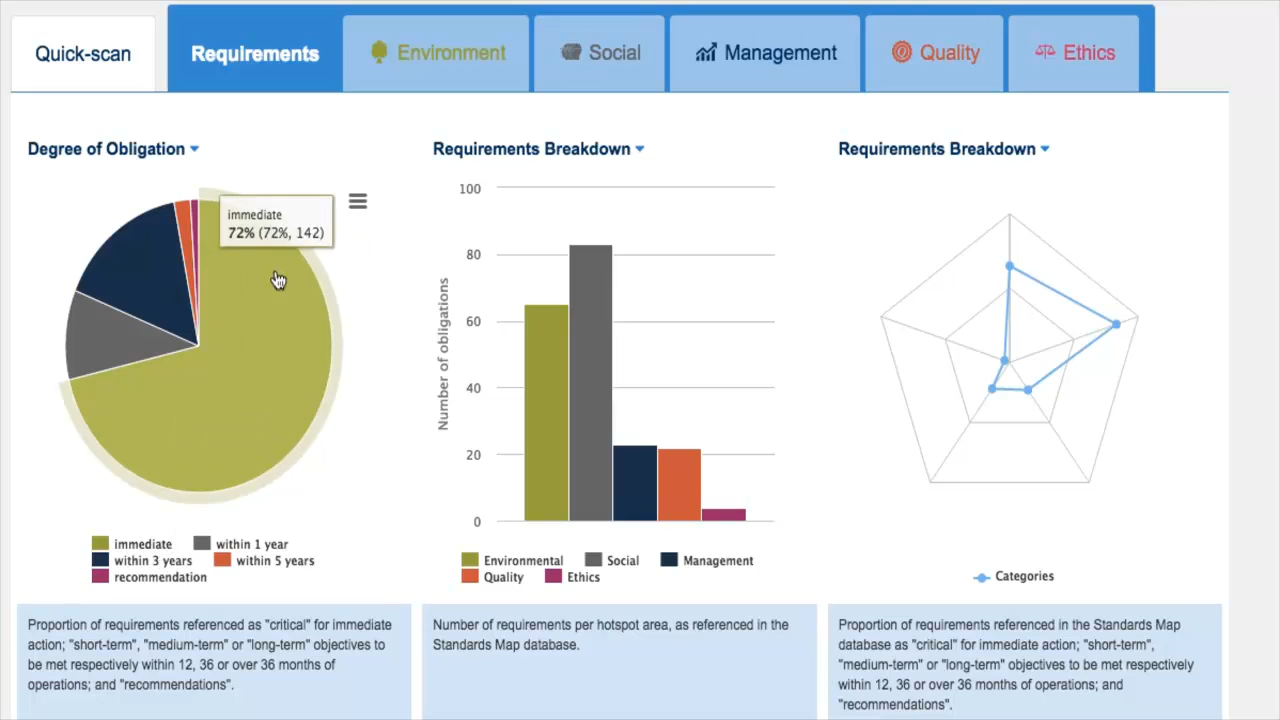 Quick-scan
Requirements
Environment
Social
Management
Quality
Ethics
Degree of Obligation
immediate
72% (72%, 142)
immediate
within 1 year
within 3 years
within 5 years
recommendation
Proportion of requirements referenced as "critical" for immediate
action; "short-term", "medium-term" or "long-term" objectives to
be met respectively within 12, 36 or over 36 months of
operations; and "recommendations".
Requirements Breakdown
Number of obligations
100
80
60
40
20
0
Environmental
Social
Management
Quality
Ethics
Number of requirements per hotspot area, as referenced in the
Standards Map database.
Requirements Breakdown
Categories
Proportion of requirements referenced in the Standards Map
database as "critical" for immediate action; "short-term",
"medium-term" or "long-term" objectives to be met respectively
within 12, 36 or over 36 months of operations; and
"recommendations".